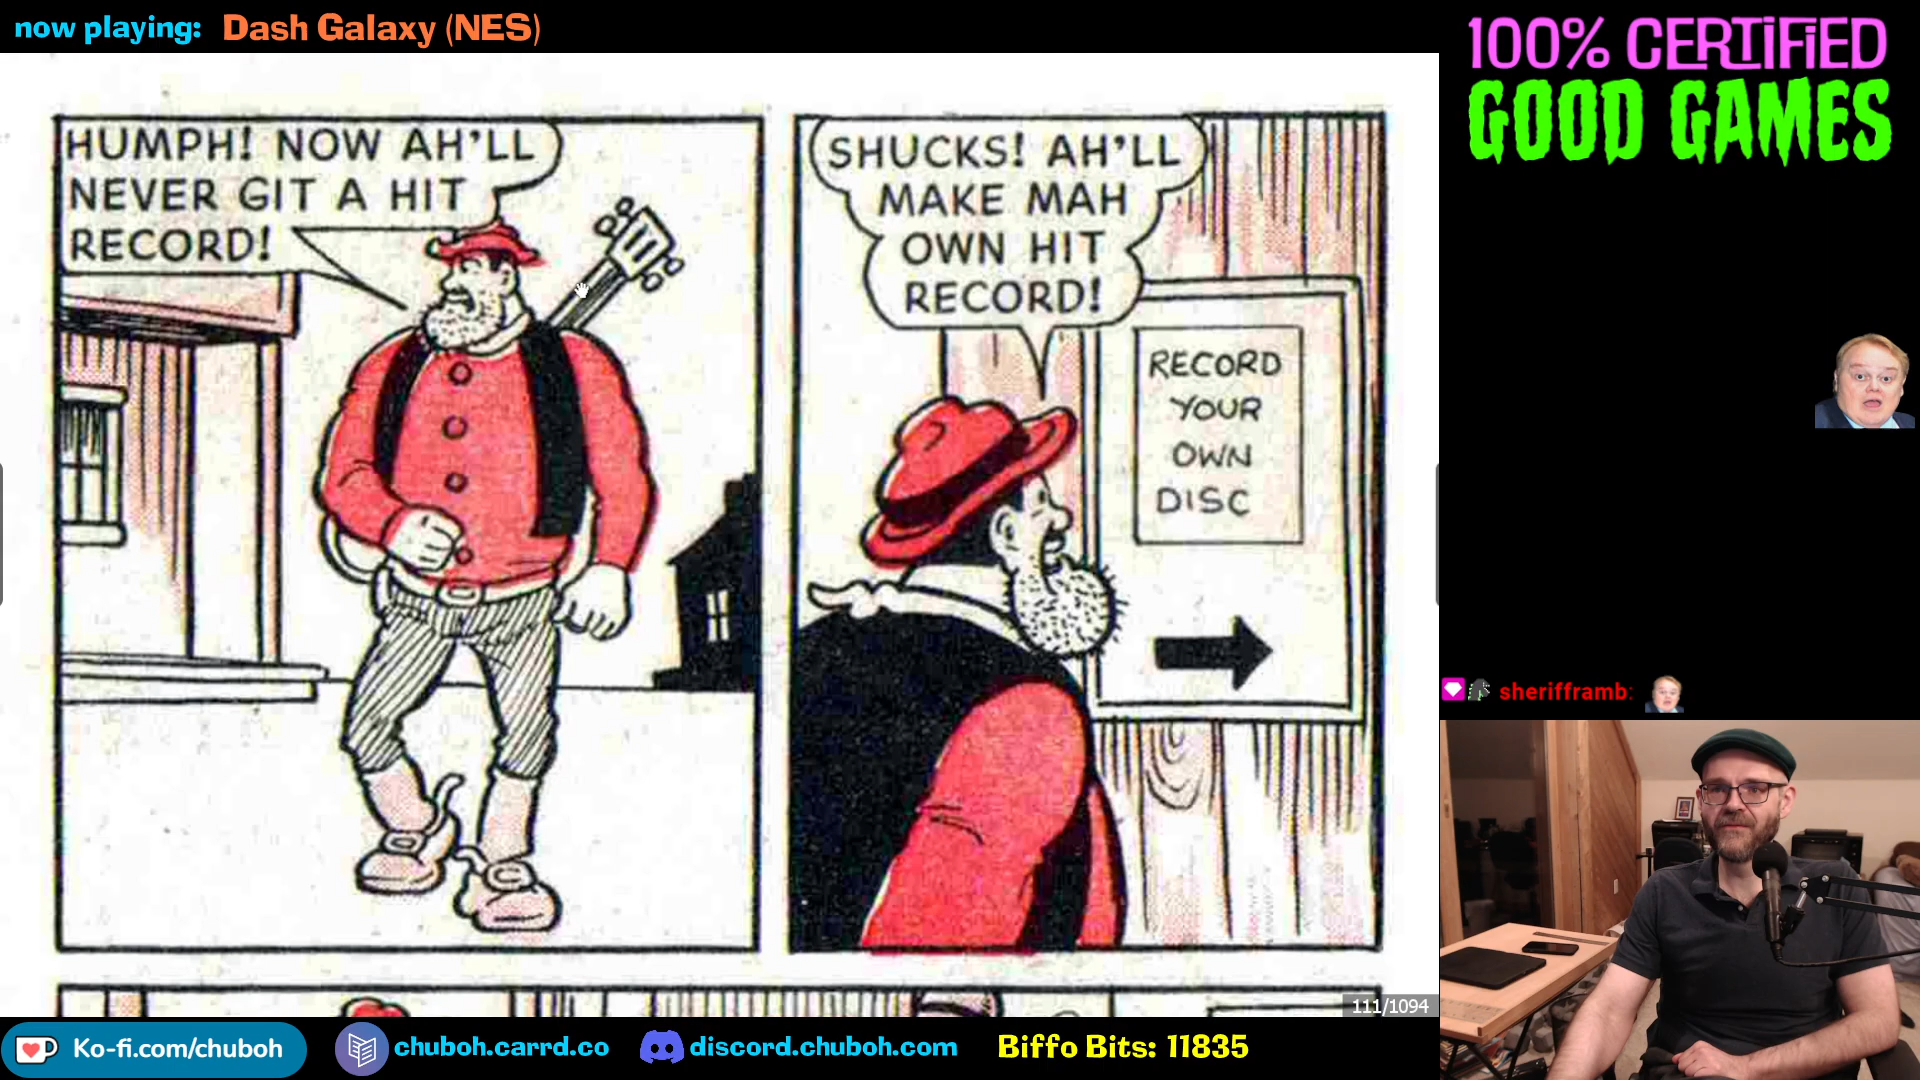 now playing: Dash Galaxy (NES)
100% CERTIFIED
GOOD GAMES
HUMPH! NOW AH'LL
NEVER GIT A HIT
RECORD!
SHUCKS! AH'LL
MAKE MAH
OWN HIT
RECORD!
RECORD
YOUR
OWN
DISC
sheriframb:
111/1094
Ko-fi.com/chuboh
chuboh.carrd.co
discord.chuboh.com
Biffo Bits: 11835